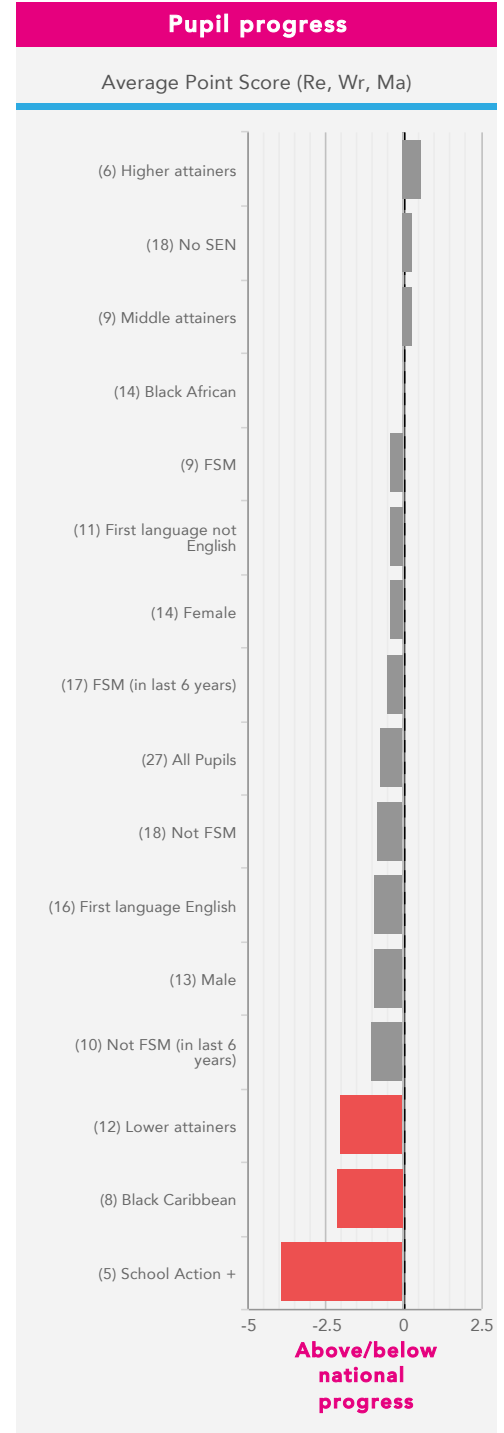 Pupil progress
Average Point Score (Re, Wr, Ma)
(6) Higher attainers
(18) No SEN
(9) Middle attainers
(14) Black African
(9) FSM
(11) First language not
English
(14) Female
(17) FSM (in last 6 years)
(27) All Pupils
(18) Not FSM
(16) First language English
(13) Male
(10) Not FSM (in last 6
years)
(12) Lower attainers
(8) Black Caribbean
(5) School Action +
-5 -2.5 0 2.5
Above/below
national
progress